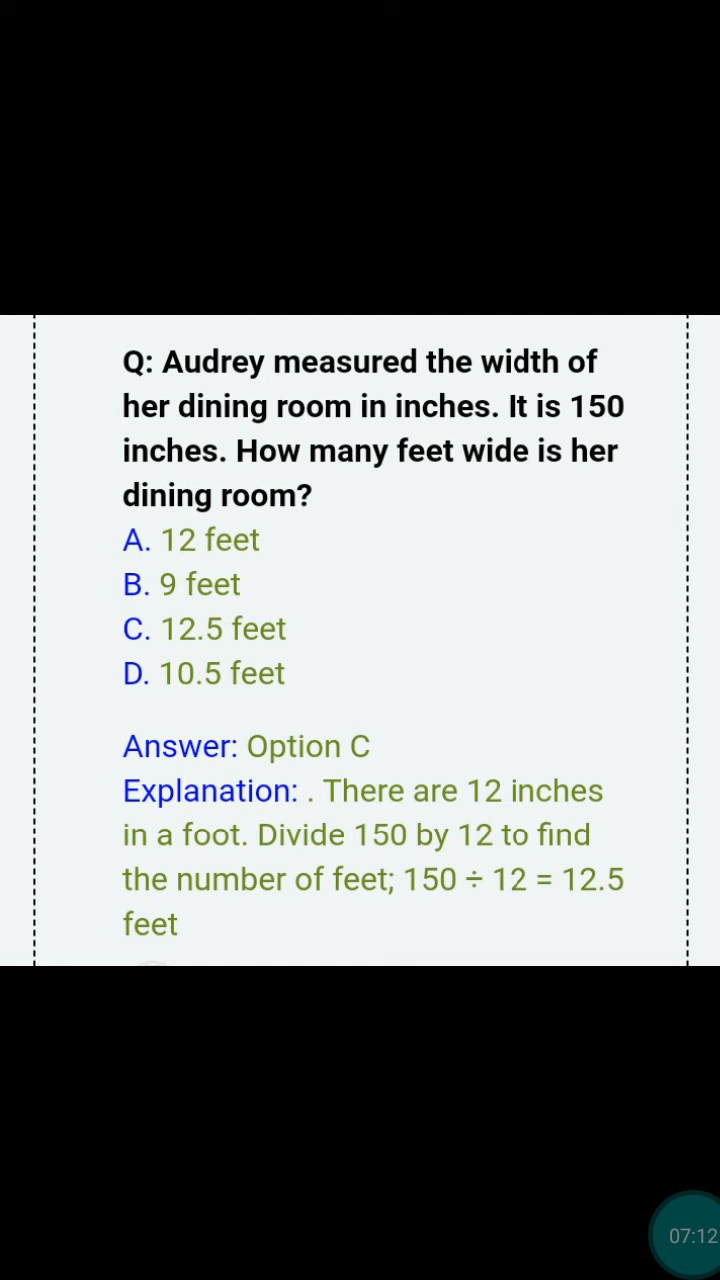 Q: Audrey measured the width of
her dining room in inches. It is 150
inches. How many feet wide is her
dining room?
A. 12 feet
B. 9 feet
C. 12.5 feet
D. 10.5 feet
Answer: Option C
Explanation: . There are 12 inches
in a foot. Divide 150 by 12 to find
the number of feet; 150 ÷ 12 = 12.5
feet
07:12